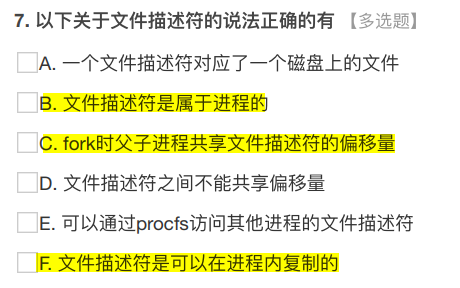 7. 以下关于文件描述符的说法正确的有 【多选题】
A. 一个文件描述符对应了一个磁盘上的文件
B. 文件描述符是属于进程的
C. fork时父子进程共享文件描述符的偏移量
D. 文件描述符之间不能共享偏移量
E. 可以通过procfs访问其他进程的文件描述符
F. 文件描述符是可以在进程内复制的